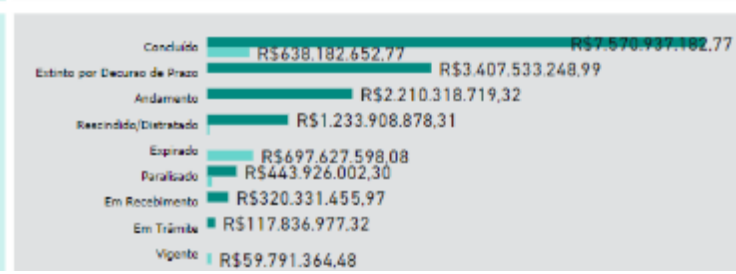 Concluído R$7.570.937.182,77
R$638.182.652,77
Extinto por Decurso de Prazo R$3.407.533.248,99
Andamento R$2.210.318.719,32
Rescindido/Distratado R$1.233.908.878,31
Expirado R$697.627.598,08
Paralisado R$443.926.002,30
Em Recebimento R$320.331.455,97
Em Trâmite R$117.836.977,32
Vigente R$59.791.364,48